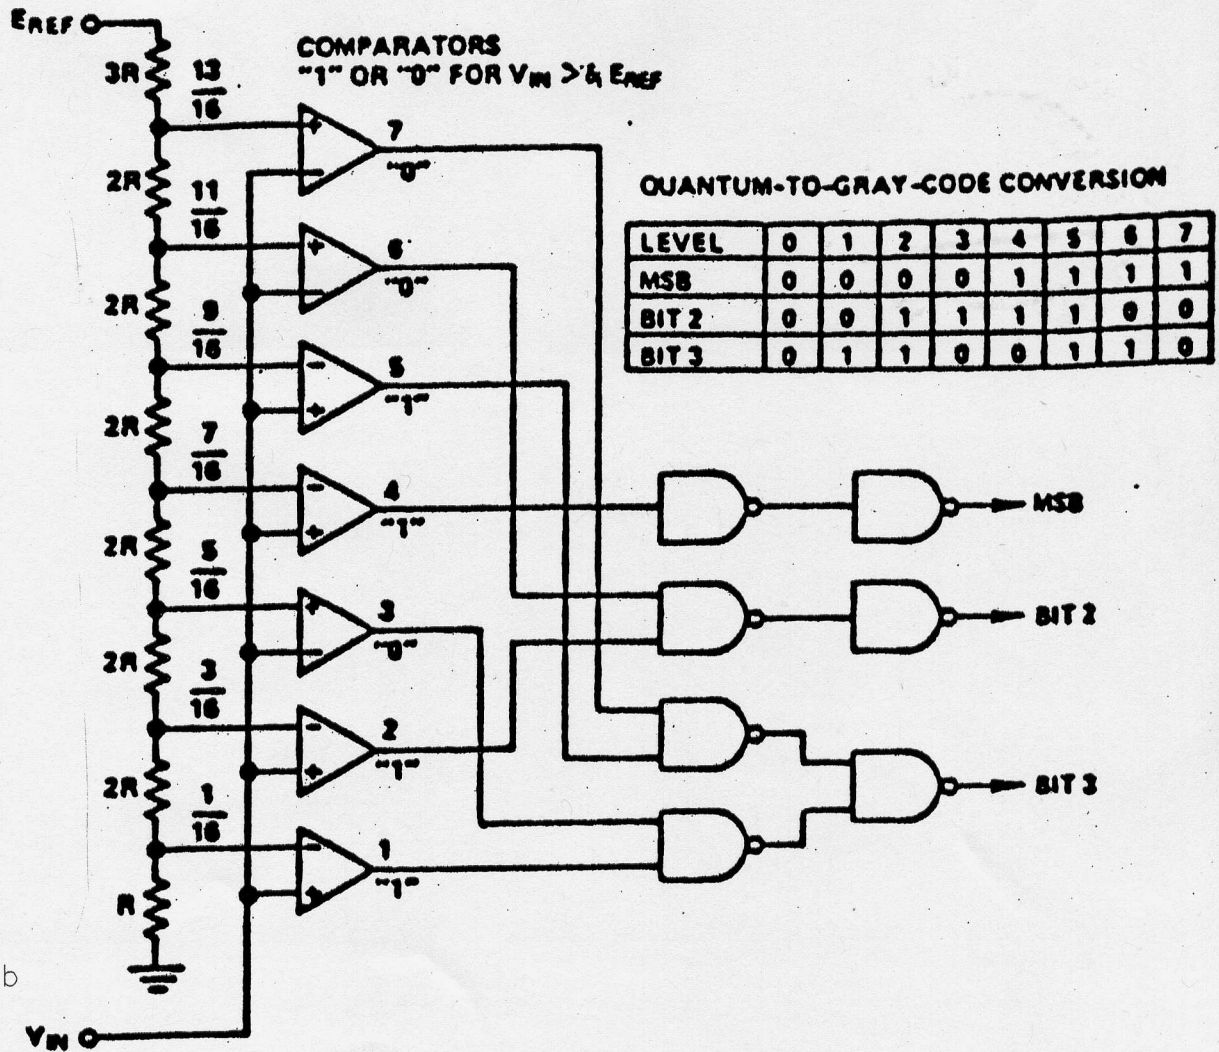 EREF
COMPARATORS
"1" OR "0" FOR VIN > & EREF
3R
13
16
+
-
7
"0"
2R
11
16
+
-
6
"0"
2R
9
16
-
+
5
"1"
2R
7
16
-
+
4
"1"
2R
5
16
+
-
3
"0"
2R
3
16
-
+
2
"1"
2R
1
16
-
+
1
"1"
R
QUANTUM-TO-GRAY-CODE CONVERSION
LEVEL 0 1 2 3 4 5 6 7
MSB 0 0 0 0 1 1 1 1
BIT 2 0 0 1 1 1 1 0 0
BIT 3 0 1 1 0 0 1 1 0
MSB
BIT 2
BIT 3
b
VIN